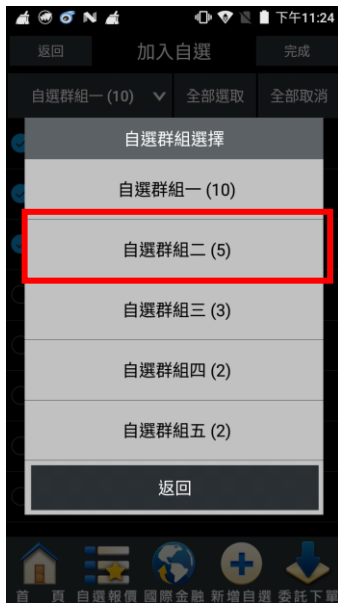 下午11:24
返回 加入自選 完成
自選群組一 (10) 全部選取 全部取消
自選群組選擇
自選群組一 (10)
自選群組二 (5)
自選群組三 (3)
自選群組四 (2)
自選群組五 (2)
返回
首頁 自選報價 國際金融 新增自選 委託下單